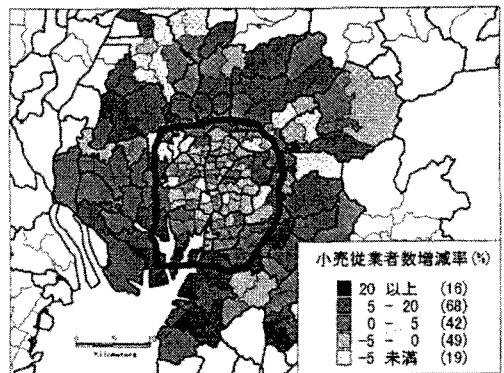 小売従業者数増減率(%)
20 以上 (16)
5 - 20 (68)
0 - 5 (42)
-5 - 0 (49)
-5 未満 (19)
Kilometers